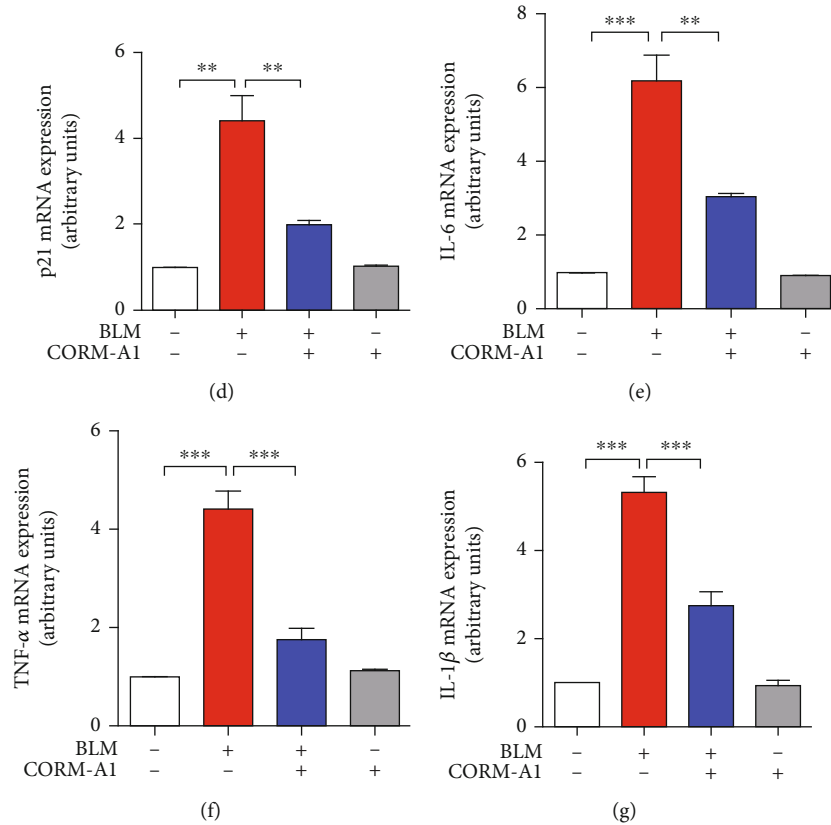 ** **
6
4
2
0
p21 mRNA expression
(arbitrary units)
BLM – + + –
CORM-A1 – – + +
(d)
*** **
8
6
4
2
0
IL-6 mRNA expression
(arbitrary units)
BLM – + + –
CORM-A1 – – + +
(e)
*** ***
6
4
2
0
TNF-α mRNA expression
(arbitrary units)
BLM – + + –
CORM-A1 – – + +
(f)
*** ***
6
4
2
0
IL-1β mRNA expression
(arbitrary units)
BLM – + + –
CORM-A1 – – + +
(g)